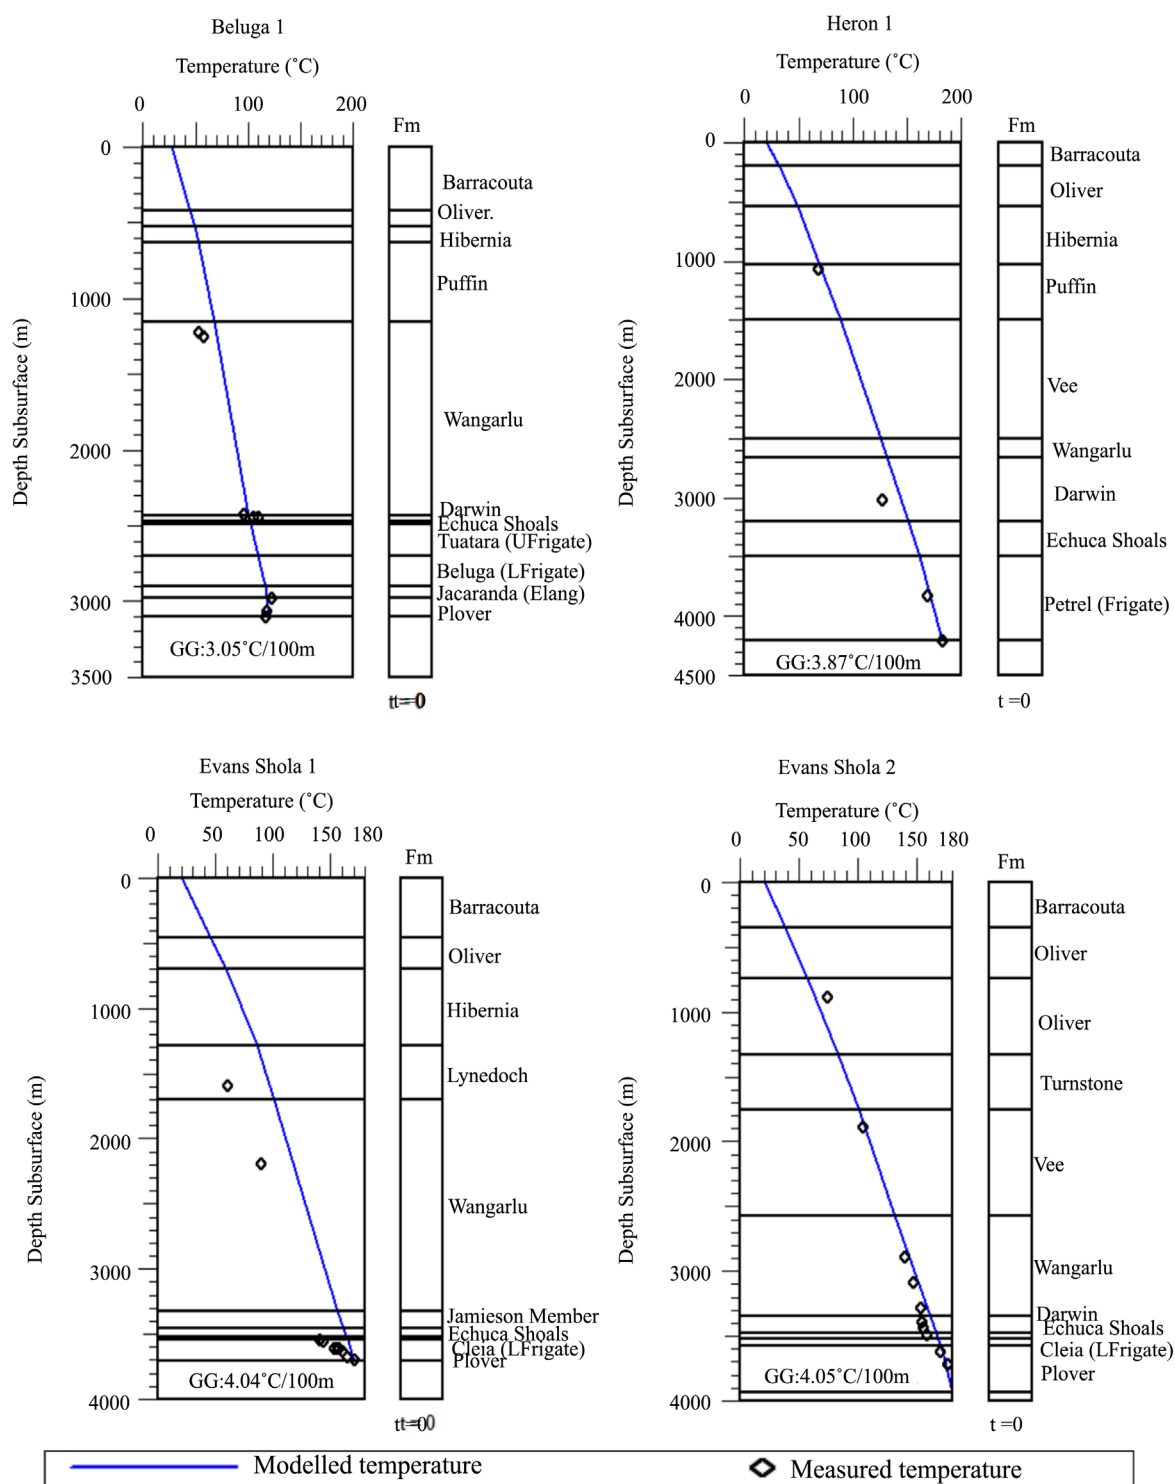 Beluga 1
Temperature (˚C)
0 100 200
Fm
0
1000
2000
3000
3500
Depth Subsurface (m)
Barracouta
Oliver.
Hibernia
Puffin
Wangarlu
Darwin
Echuca Shoals
Tuatara (UFrigate)
Beluga (LFrigate)
Jacaranda (Elang)
Plover
GG:3.05˚C/100m
tt=0
Heron 1
Temperature (˚C)
0 100 200
Fm
0
1000
2000
3000
4000
4500
Depth Subsurface (m)
Barracouta
Oliver
Hibernia
Puffin
Vee
Wangarlu
Darwin
Echuca Shoals
Petrel (Frigate)
GG:3.87˚C/100m
t =0
Evans Shola 1
Temperature (˚C)
0 50 100 150 180
Fm
0
1000
2000
3000
4000
Depth Subsurface (m)
Barracouta
Oliver
Hibernia
Lynedoch
Wangarlu
Jamieson Member
Echuca Shoals
Cleia (LFrigate)
Plover
GG:4.04˚C/100m
tt=00
Evans Shola 2
Temperature (˚C)
0 50 100 150 180
Fm
0
1000
2000
3000
4000
Depth Subsurface (m)
Barracouta
Oliver
Oliver
Turnstone
Vee
Wangarlu
Darwin
Echuca Shoals
Cleia (LFrigate)
Plover
GG:4.05˚C/100m
t =0
Modelled temperature
Measured temperature